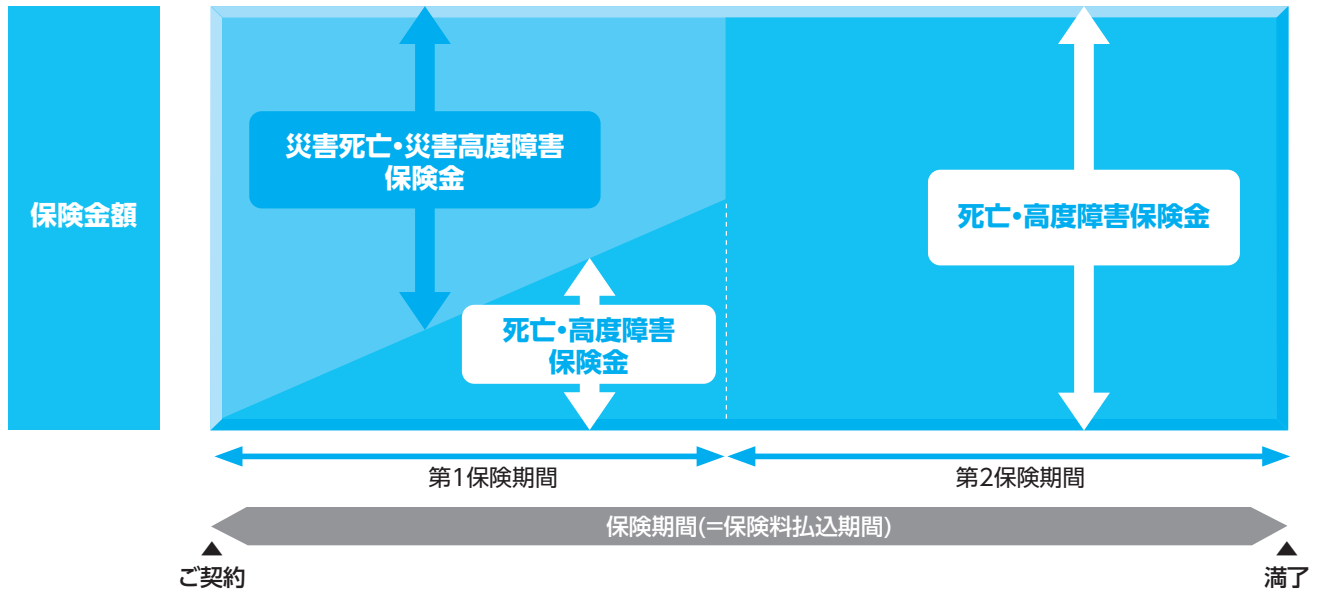 保険金額
災害死亡・災害高度障害
保険金
死亡・高度障害
保険金
死亡・高度障害保険金
第1保険期間
第2保険期間
保険期間(=保険料払込期間)
▲
ご契約
▲
満了